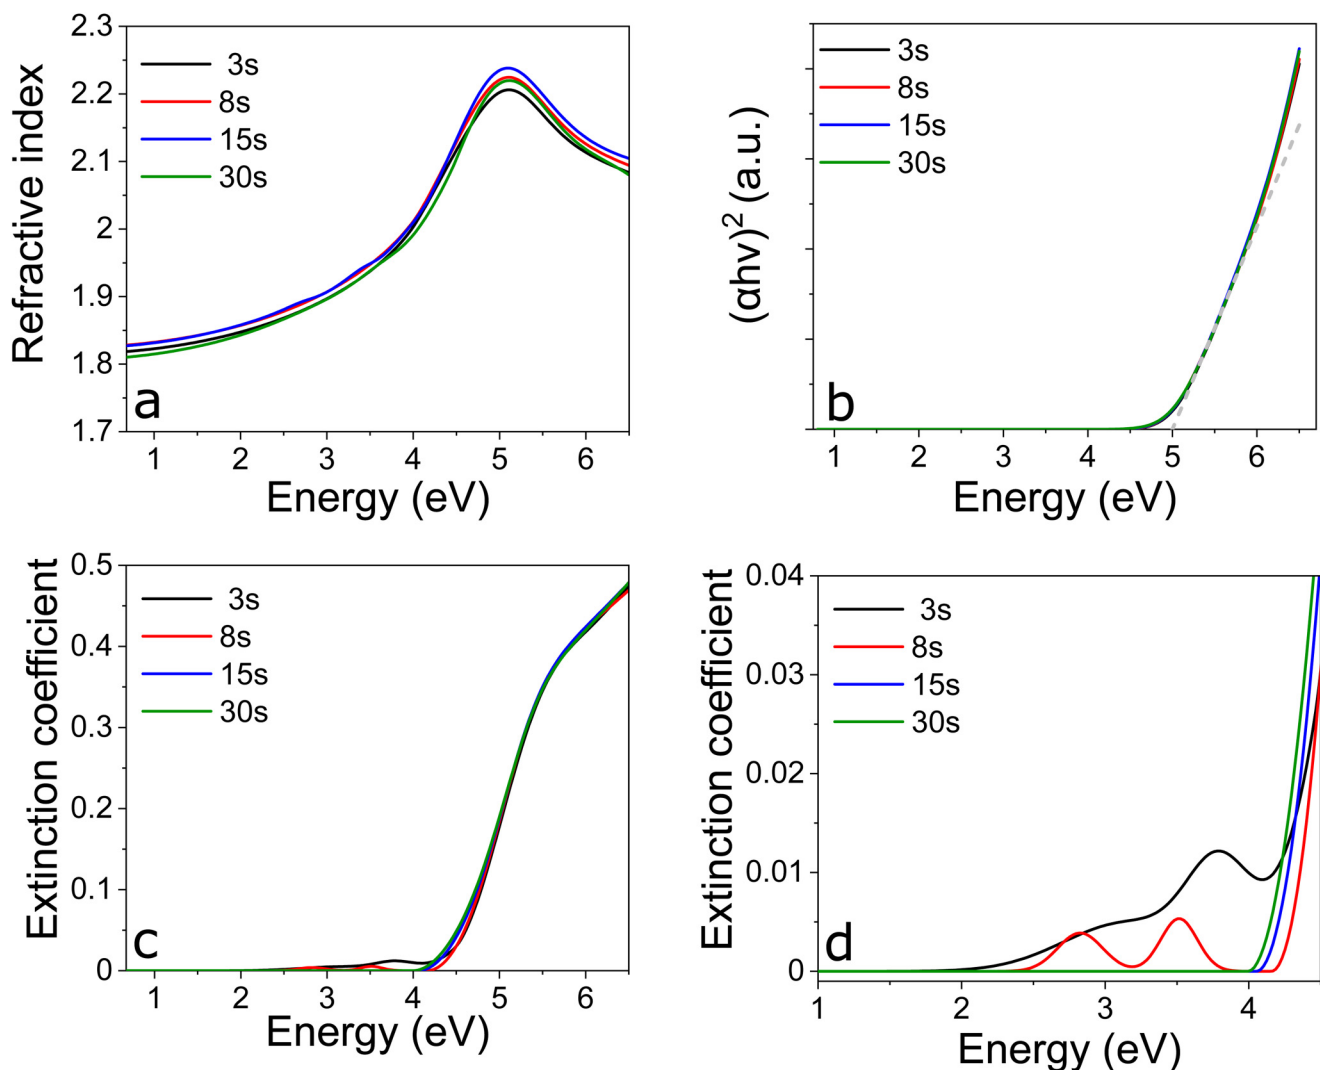 2.3
2.2
2.1
2
1.9
1.8
1.7
Refractive index
3s
8s
15s
30s
a
1 2 3 4 5 6
Energy (eV)
(αhν)² (a.u.)
3s
8s
15s
30s
b
1 2 3 4 5 6
Energy (eV)
0.5
0.4
0.3
0.2
0.1
0
Extinction coefficient
3s
8s
15s
30s
c
1 2 3 4 5 6
Energy (eV)
0.04
0.03
0.02
0.01
0
Extinction coefficient
3s
8s
15s
30s
d
1 2 3 4
Energy (eV)